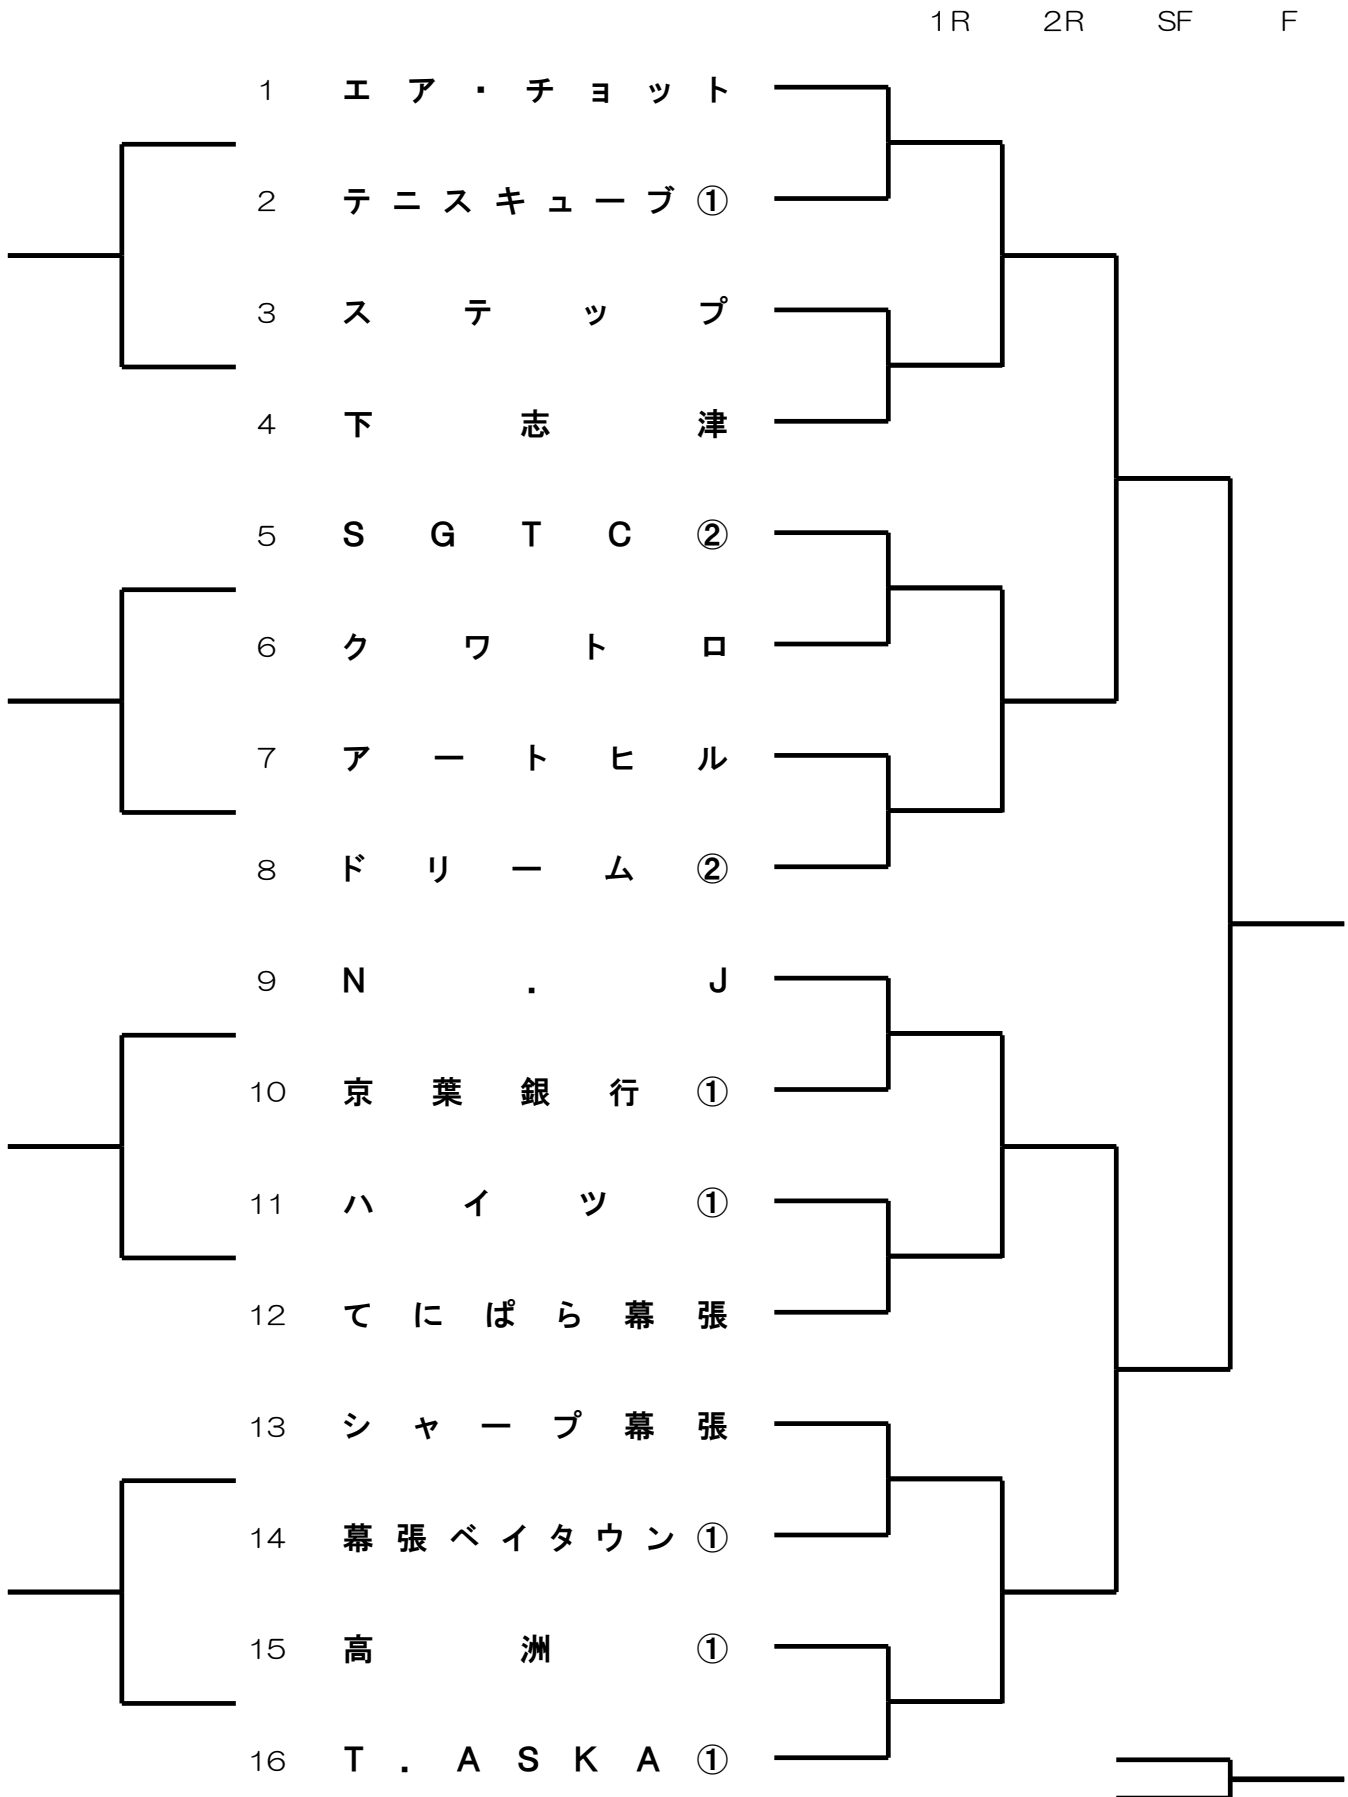 1R 2R SF F
1 エア・チョット
2 テニスキューブ①
3 ステップ
4 下志津
5 SGTC②
6 クワトロ
7 アートヒル
8 ドリーム②
9 N.J
10 京葉銀行①
11 ハイツ①
12 てにぱら幕張
13 シャープ幕張
14 幕張ベイタウン①
15 高洲①
16 T.ASKA①